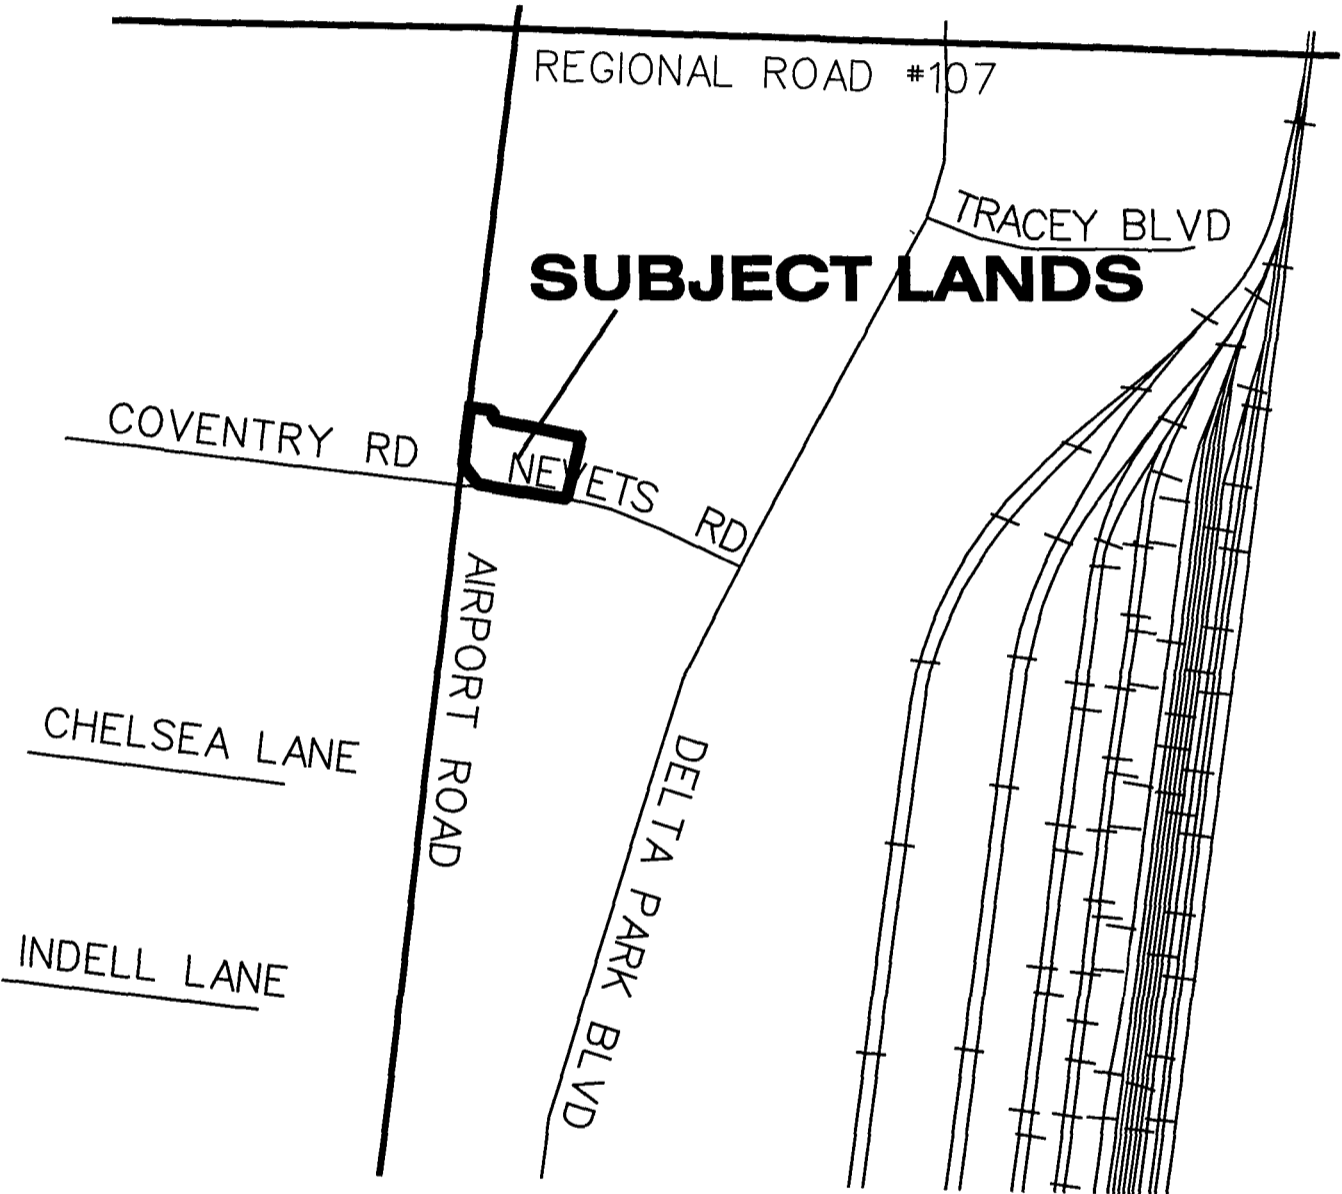 REGIONAL ROAD #107
TRACEY BLVD
SUBJECT LANDS
COVENTRY RD
NEVETS RD
AIRPORT ROAD
CHELSEA LANE
DELTA PARK BLVD
INDELL LANE